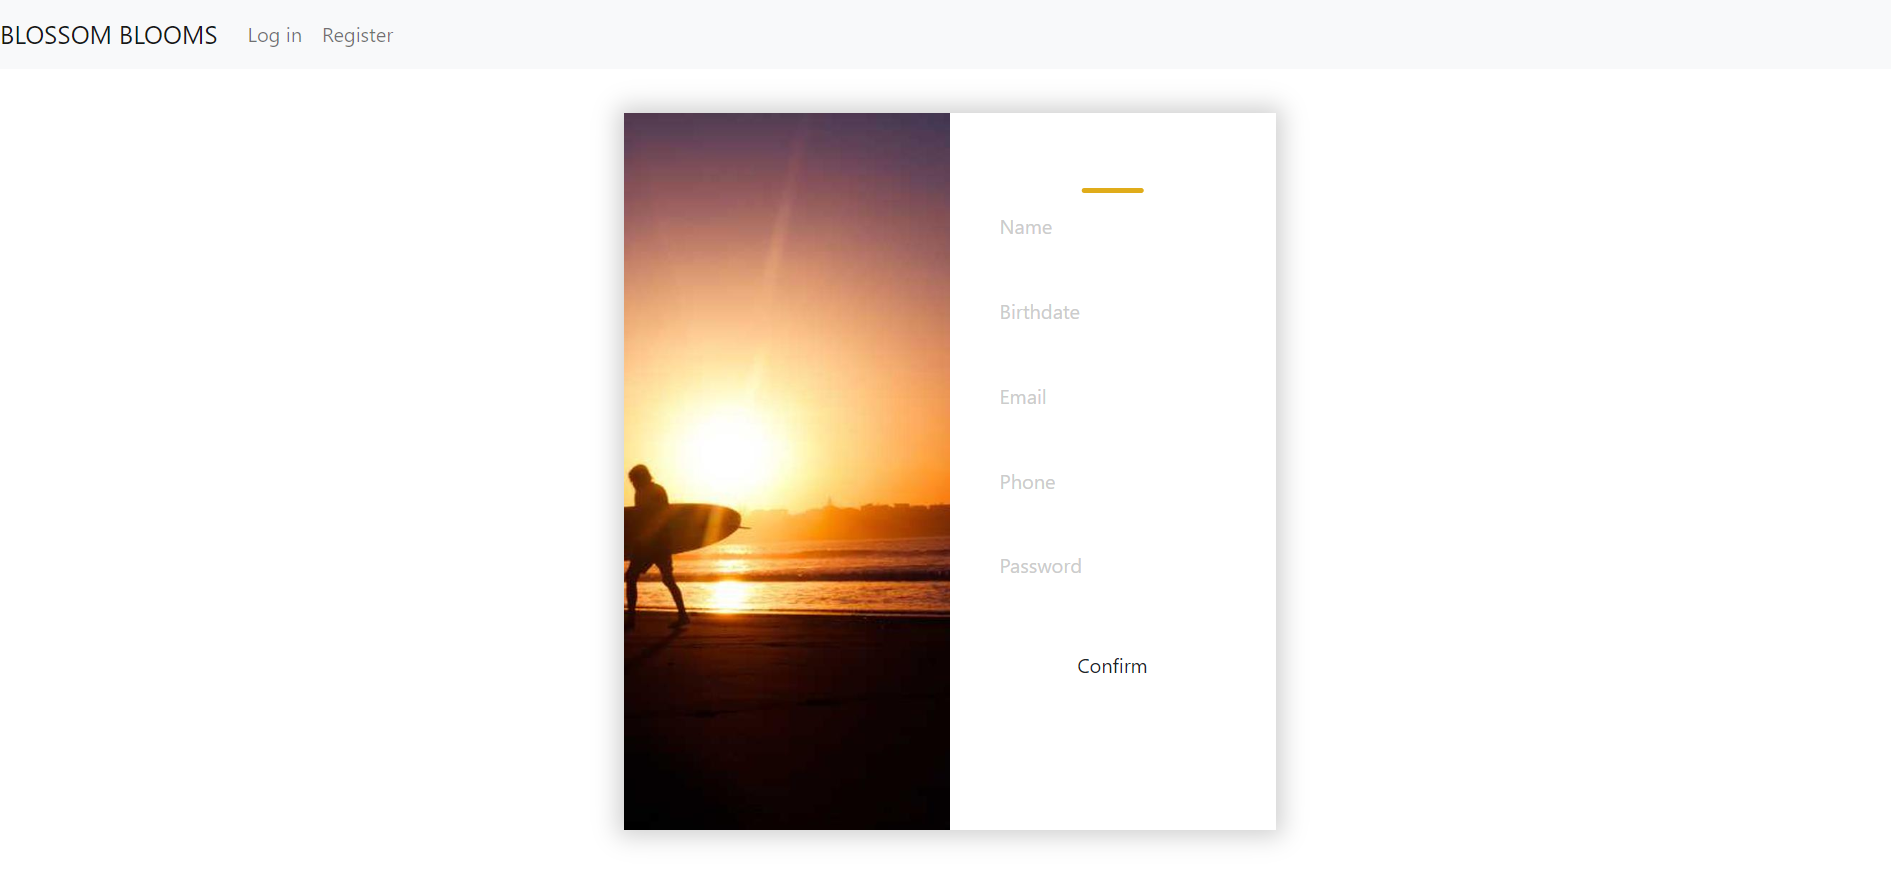 BLOSSOM BLOOMS Log in Register
Name
Birthdate
Email
Phone
Password
Confirm